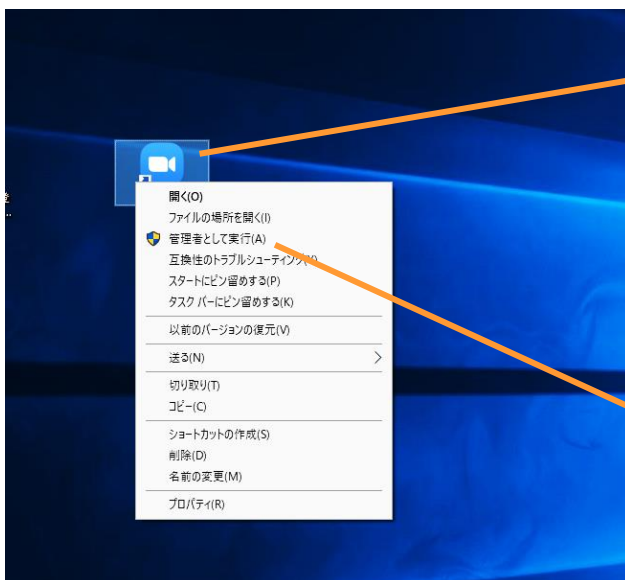 開く(O)
ファイルの場所を開く(I)
管理者として実行(A)
互換性のトラブルシューティング(Y)
スタートにピン留めする(P)
タスク バーにピン留めする(K)
以前のバージョンの復元(V)
送る(N)
切り取り(T)
コピー(C)
ショートカットの作成(S)
削除(D)
名前の変更(M)
プロパティ(R)